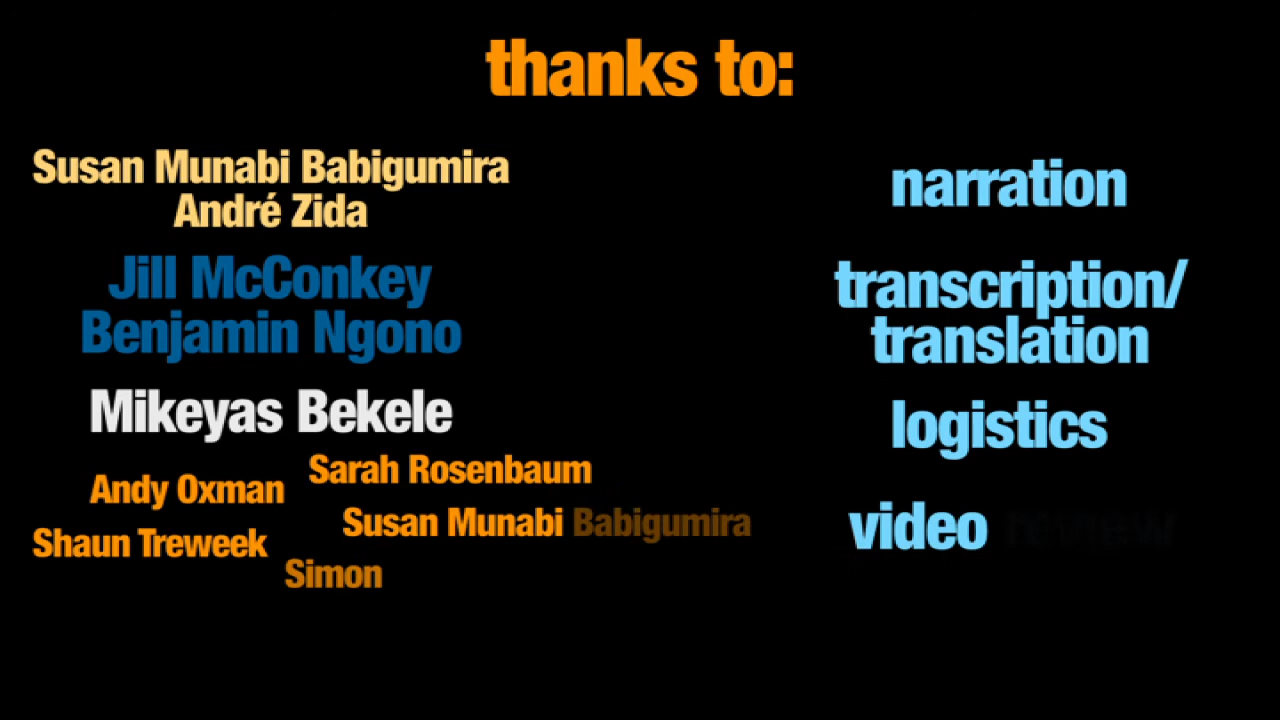 thanks to:
Susan Munabi Babigumira
André Zida
narration
Jill McConkey
Benjamin Ngono
transcription/
translation
Mikeyas Bekele
logistics
Sarah Rosenbaum
Andy Oxman
Susan Munabi Babigumira
Shaun Treweek
Simon
video review